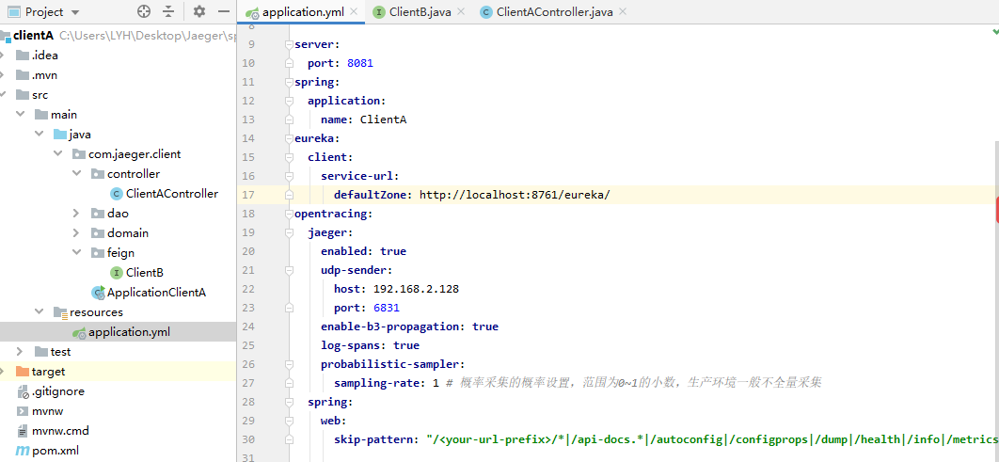 Project
clientA C:\Users\LYH\Desktop\Jaeger\sp
.idea
.mvn
src
main
java
com.jaeger.client
controller
ClientAController
dao
domain
feign
ClientB
ApplicationClientA
resources
application.yml
test
target
.gitignore
mvnw
mvnw.cmd
pom.xml
application.yml ClientB.java ClientAController.java
8
9 server:
10 port: 8081
11 spring:
12 application:
13 name: ClientA
14 eureka:
15 client:
16 service-url:
17 defaultZone: http://localhost:8761/eureka/
18 opentracing:
19 jaeger:
20 enabled: true
21 udp-sender:
22 host: 192.168.2.128
23 port: 6831
24 enable-b3-propagation: true
25 log-spans: true
26 probabilistic-sampler:
27 sampling-rate: 1 # 概率采集的概率设置，范围为0~1的小数，生产环境一般不全量采集
28 spring:
29 web:
30 skip-pattern: "/<your-url-prefix>/*|/api-docs.*|/autoconfig|/configprops|/dump|/health|/info|/metrics
31